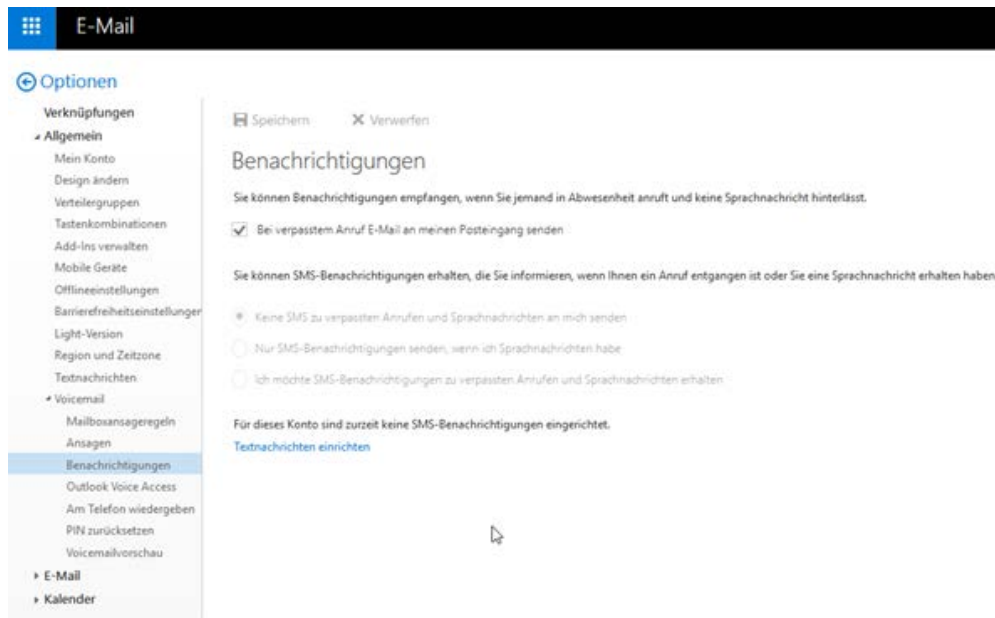 E-Mail
Optionen
Verknüpfungen
Allgemein
Mein Konto
Design ändern
Verteilergruppen
Tastenkombinationen
Add-Ins verwalten
Mobile Geräte
Offlineeinstellungen
Barrierefreiheitseinstellunger
Light-Version
Region und Zeitzone
Textnachrichten
Voicemail
Mailboxansageregeln
Ansagen
Benachrichtigungen
Outlook Voice Access
Am Telefon wiedergeben
PIN zurücksetzen
Voicemailvorschau
E-Mail
Kalender
Speichern Verwerfen
Benachrichtigungen
Sie können Benachrichtigungen empfangen, wenn Sie jemand in Abwesenheit anruft und keine Sprachnachricht hinterlässt.
Bei verpasstem Anruf E-Mail an meinen Posteingang senden
Sie können SMS-Benachrichtigungen erhalten, die Sie informieren, wenn Ihnen ein Anruf entgangen ist oder Sie eine Sprachnachricht erhalten haben
Keine SMS zu verpassten Anrufen und Sprachnachrichten an mich senden
Nur SMS-Benachrichtigungen senden, wenn ich Sprachnachrichten habe
Ich möchte SMS-Benachrichtigungen zu verpassten Anrufen und Sprachnachrichten erhalten
Für dieses Konto sind zurzeit keine SMS-Benachrichtigungen eingerichtet.
Textnachrichten einrichten